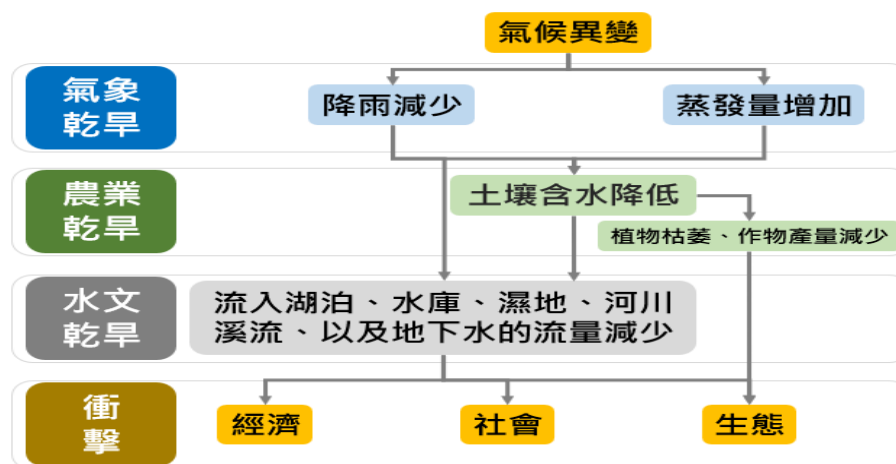 氣候異變
氣象
乾旱
降雨減少
蒸發量增加
農業
乾旱
土壤含水降低
植物枯萎、作物產量減少
水文
乾旱
流入湖泊、水庫、濕地、河川
溪流、以及地下水的流量減少
衝
擊
經濟
社會
生態